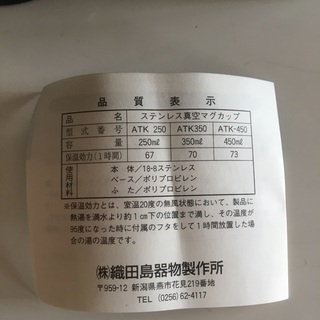 品質表示
品名 ステンレス真空マグカップ
型式番号 ATK 250 ATK350 ATK-450
容量 250㎖ 350㎖ 450㎖
保温効力(1時間) 67 70 73
使用材料 本体/18-8ステンレス
ベース/ポリプロピレン
ふた/ポリプロピレン
※保温効力とは、室温20度の無風状態において、製品に
熱湯を満水より約1cm下の位置まで満し、その温度が
95度になった時に付属のフタをして1時間放置した場
合の湯の温度です。
㈱織田島器物製作所
〒959-12 新潟県燕市花見219番地
TEL (0256)62-4117